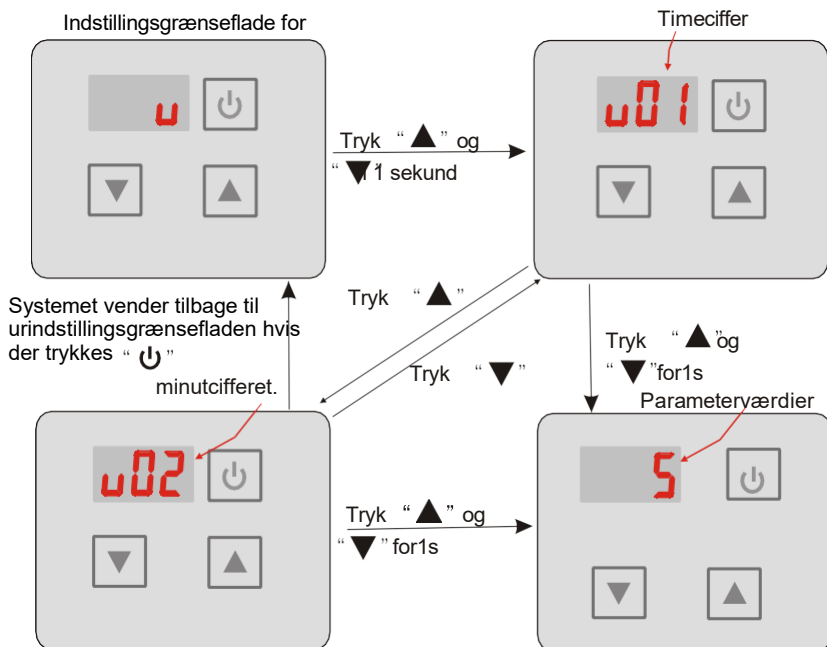 Indstillingsgrænseflade for
Timeciffer
u
u01
Tryk “▲” og
“▼” 1 sekund
Systemet vender tilbage til
urindstillingsgrænsefladen hvis
der trykkes “⏻”
Tryk “▲”
Tryk “▼”
Tryk “▲”og
“▼”for1s
minutcifferet.
Parameterværdier
u02
5
Tryk “▲” og
“▼” for1s